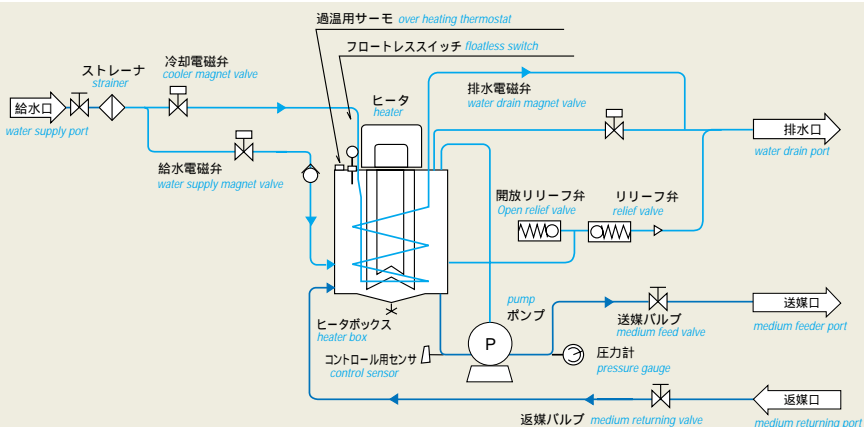 過温用サーモ over heating thermostat
フロートレススイッチ floatless switch
ストレーナ
strainer
冷却電磁弁
cooler magnet valve
ヒータ
heater
排水電磁弁
water drain magnet valve
給水口
water supply port
排水口
water drain port
給水電磁弁
water supply magnet valve
開放リリーフ弁
Open relief valve
リリーフ弁
relief valve
pump
ポンプ
送媒バルブ
medium feed valve
送媒口
medium feeder port
ヒータボックス
heater box
P
コントロール用センサ
control sensor
圧力計
pressure gauge
返媒口
medium returning port
返媒バルブ medium returning valve